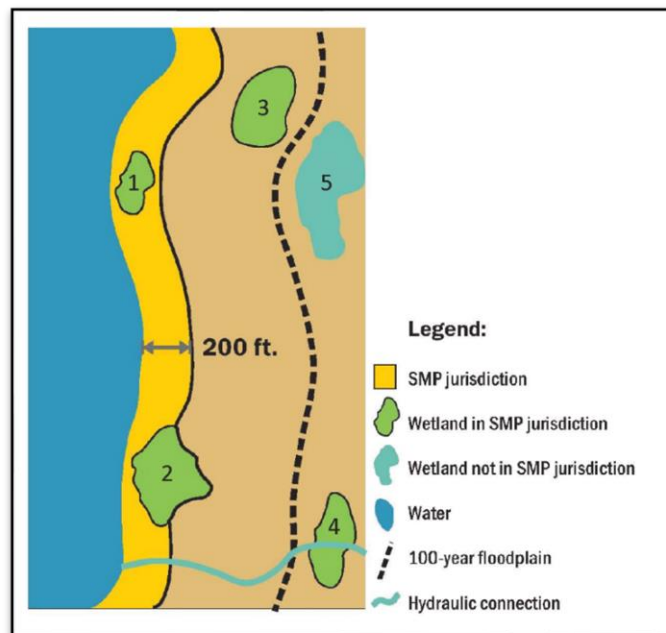 3
1
5
200 ft.
2
4
Legend:
SMP jurisdiction
Wetland in SMP jurisdiction
Wetland not in SMP jurisdiction
Water
100-year floodplain
Hydraulic connection